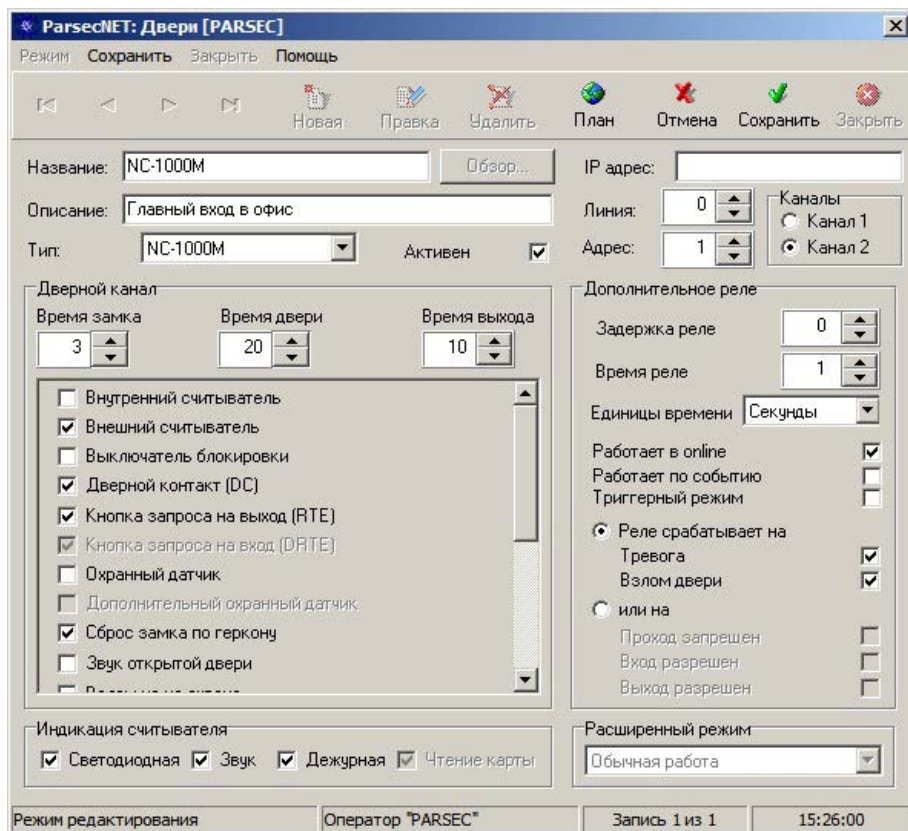 ParsecNET: Двери [PARSEC]
Режим Сохранить Закрыть Помощь
Новая Правка Удалить План Отмена Сохранить Закрыть
Название: NC-1000M Обзор... IP адрес:
Описание: Главный вход в офис Линия: 0 Каналы
Канал 1
Тип: NC-1000M Активен Адрес: 1 Канал 2
Дверной канал
Время замка Время двери Время выхода
3 20 10
Внутренний считыватель
Внешний считыватель
Выключатель блокировки
Дверной контакт (DC)
Кнопка запроса на выход (RTE)
Кнопка запроса на вход (DRTE)
Охранный датчик
Дополнительный охранный датчик
Сброс замка по геркону
Звук открытой двери
Дополнительное реле
Задержка реле 0
Время реле 1
Единицы времени Секунды
Работает в online
Работает по событию
Триггерный режим
Реле срабатывает на
Тревога
Взлом двери
или на
Проход запрещен
Вход разрешен
Выход разрешен
Индикация считывателя
Светодиодная Звук Дежурная Чтение карты
Расширенный режим
Обычная работа
Режим редактирования Оператор "PARSEC" Запись 1 из 1 15:26:00